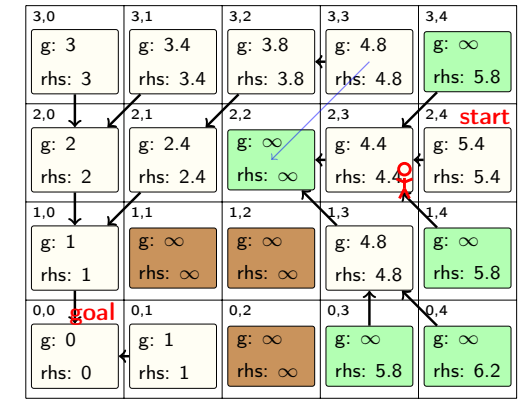 3,0 3,1 3,2 3,3 3,4
g: 3 g: 3.4 g: 3.8 g: 4.8 g: ∞
rhs: 3 rhs: 3.4 rhs: 3.8 rhs: 4.8 rhs: 5.8
2,0 2,1 2,2 2,3 2,4 start
g: 2 g: 2.4 g: ∞ g: 4.4 g: 5.4
rhs: 2 rhs: 2.4 rhs: ∞ rhs: 4.4 rhs: 5.4
1,0 1,1 1,2 1,3 1,4
g: 1 g: ∞ g: ∞ g: 4.8 g: ∞
rhs: 1 rhs: ∞ rhs: ∞ rhs: 4.8 rhs: 5.8
0,0 goal 0,1 0,2 0,3 0,4
g: 0 g: 1 g: ∞ g: ∞ g: ∞
rhs: 0 rhs: 1 rhs: ∞ rhs: 5.8 rhs: 6.2